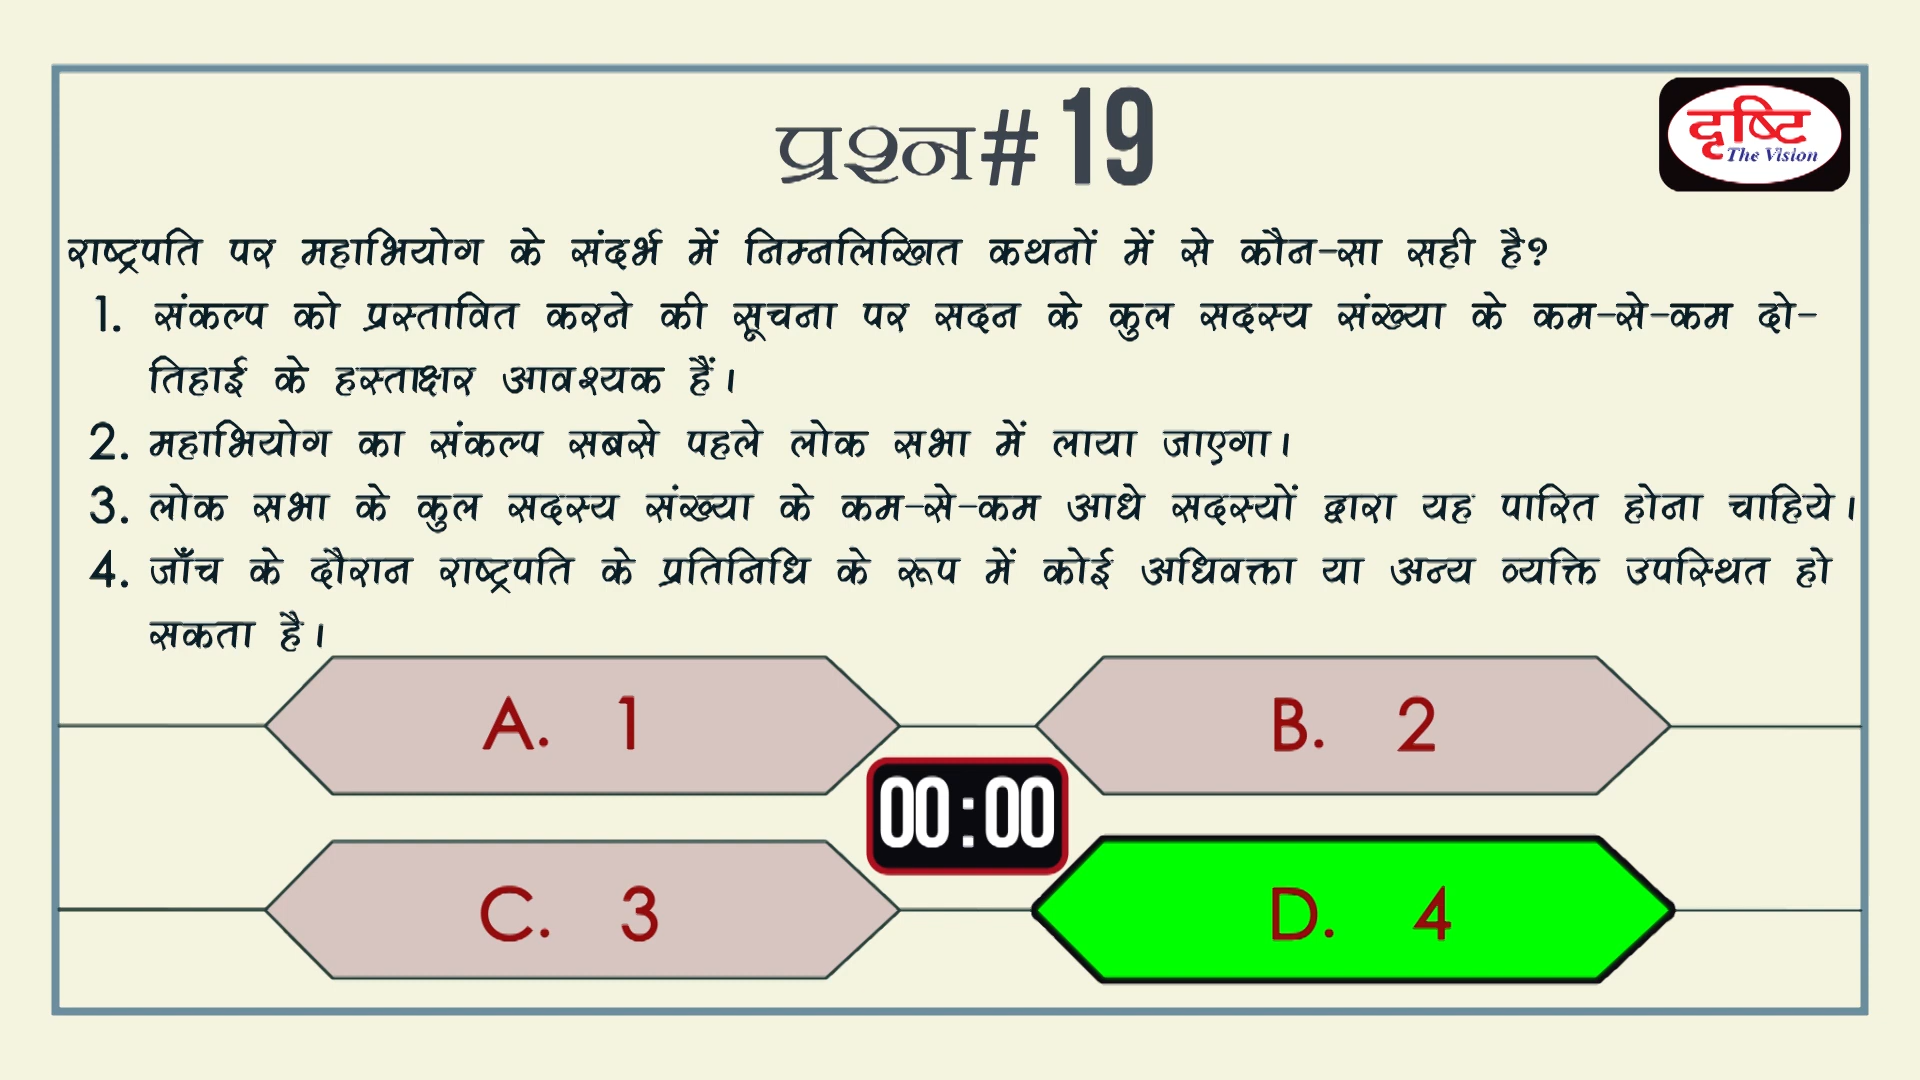 प्रश्न# 19
दृष्टि
The Vision
राष्ट्रपति पर महाभियोग के संदर्भ में निम्नलिखित कथनों में से कौन-सा सही है?
1. संकल्प को प्रस्तावित करने की सूचना पर सदन के कुल सदस्य संख्या के कम-से-कम दो-
तिहाई के हस्ताक्षर आवश्यक हैं।
2. महाभियोग का संकल्प सबसे पहले लोक सभा में लाया जाएगा।
3. लोक सभा के कुल सदस्य संख्या के कम-से-कम आधे सदस्यों द्वारा यह पारित होना चाहिये।
4. जाँच के दौरान राष्ट्रपति के प्रतिनिधि के रूप में कोई अधिवक्ता या अन्य व्यक्ति उपस्थित हो
सकता है।
A. 1
B. 2
00:00
C. 3
D. 4